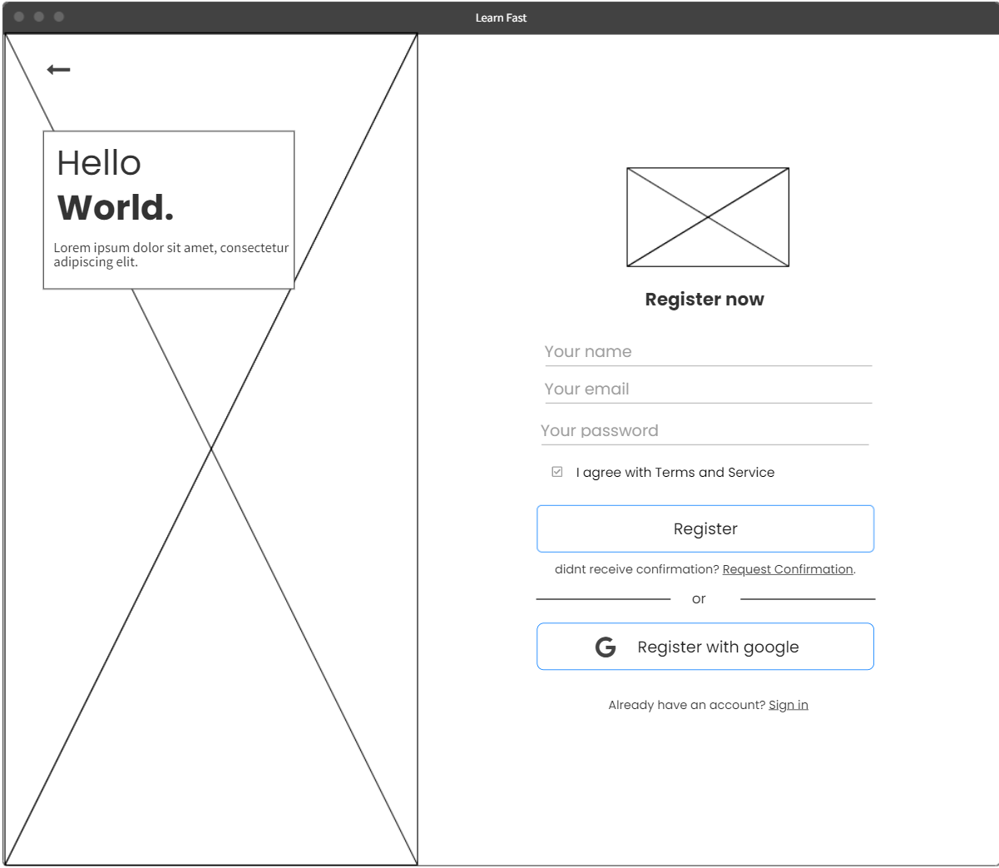 Learn Fast
Hello
World.
Lorem ipsum dolor sit amet, consectetur
adipiscing elit.
Register now
Your name
Your email
Your password
I agree with Terms and Service
Register
didnt receive confirmation? Request Confirmation.
or
G Register with google
Already have an account? Sign in